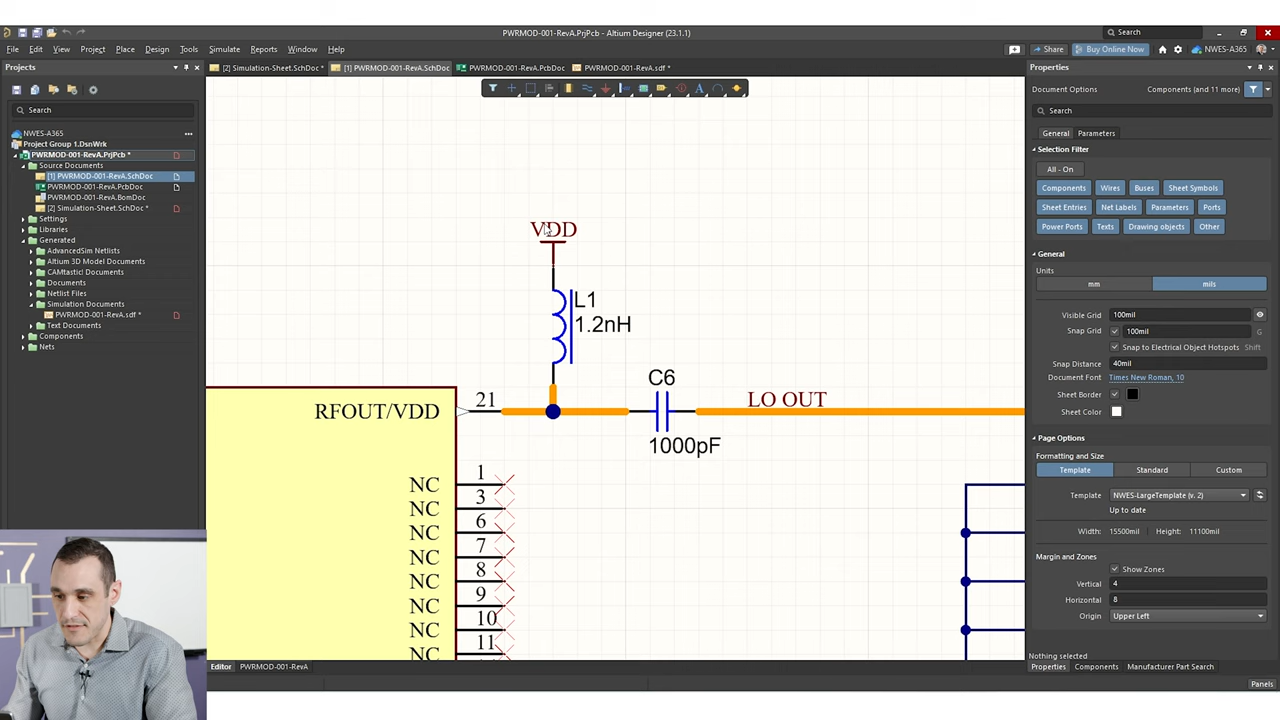 PWRMOD-001-RevA.PrjPcb - Altium Designer (23.1.1)
Search
File Edit View Project Place Design Tools Simulate Reports Window Help
Share Buy Online Now NWES-A365
Projects
[2] Simulation-Sheet.SchDoc * [1] PWRMOD-001-RevA.SchDoc PWRMOD-001-RevA.PcbDoc PWRMOD-001-RevA.sdf *
Properties
Document Options Components (and 11 more)
Search
Search
NWES-A365
Project Group 1.DsnWrk
PWRMOD-001-RevA.PrjPcb *
Source Documents
[1] PWRMOD-001-RevA.SchDoc
PWRMOD-001-RevA.PcbDoc
PWRMOD-001-RevA.BomDoc
[2] Simulation-Sheet.SchDoc *
Settings
Libraries
Generated
AdvancedSim Netlists
Altium 3D Model Documents
CAMtastic! Documents
Documents
Netlist Files
Simulation Documents
PWRMOD-001-RevA.sdf *
Text Documents
Components
Nets
VDD
L1
1.2nH
C6
1000pF
LO OUT
RFOUT/VDD 21
NC 1
NC 3
NC 6
NC 7
NC 8
NC 9
NC 10
NC 11
General Parameters
Selection Filter
All - On
Components Wires Buses Sheet Symbols
Sheet Entries Net Labels Parameters Ports
Power Ports Texts Drawing objects Other
General
Units
mm mils
Visible Grid 100mil
Snap Grid 100mil G
Snap to Electrical Object Hotspots Shift
Snap Distance 40mil
Document Font Times New Roman, 10
Sheet Border
Sheet Color
Page Options
Formatting and Size
Template Standard Custom
Template NWES-LargeTemplate (v. 2)
Up to date
Width: 15500mil Height: 11100mil
Margin and Zones
Show Zones
Vertical 4
Horizontal 8
Origin Upper Left
Nothing selected
Editor PWRMOD-001-RevA
Properties Components Manufacturer Part Search
Panels